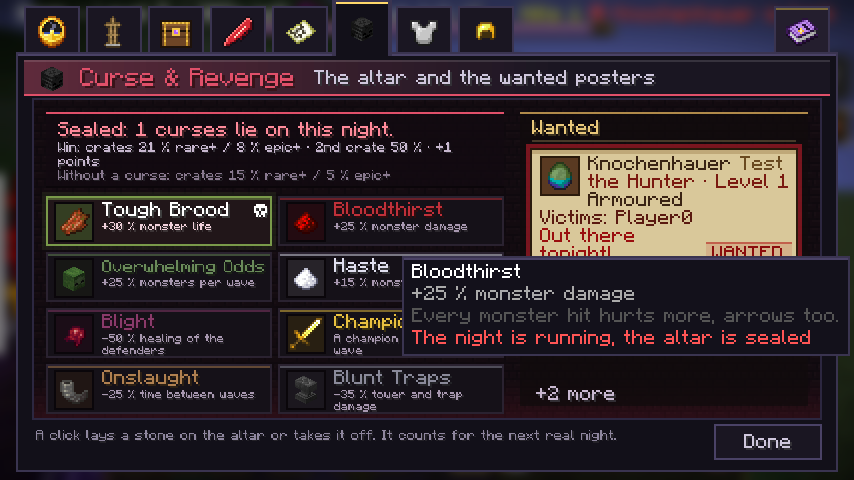 Curse & Revenge The altar and the wanted posters
Sealed: 1 curses lie on this night.
Win: crates 21 % rare+ / 8 % epic+ · 2nd crate 50 % · +1
points
Without a curse: crates 15 % rare+ / 5 % epic+
Tough Brood
+30 % monster life
Bloodthirst
+25 % monster damage
Overwhelming Odds
+25 % monsters per wave
Haste
+15 % mons
Blight
-50 % healing of the
defenders
Champio
A champion
wave
Onslaught
-25 % time between waves
Blunt Traps
-35 % tower and trap
damage
Wanted
Knochenhauer Test
the Hunter · Level 1
Armoured
Victims: Player0
Out there
tonight!
WANTED
Bloodthirst
+25 % monster damage
Every monster hit hurts more, arrows too.
The night is running, the altar is sealed
+2 more
A click lays a stone on the altar or takes it off. It counts for the next real night.
Done